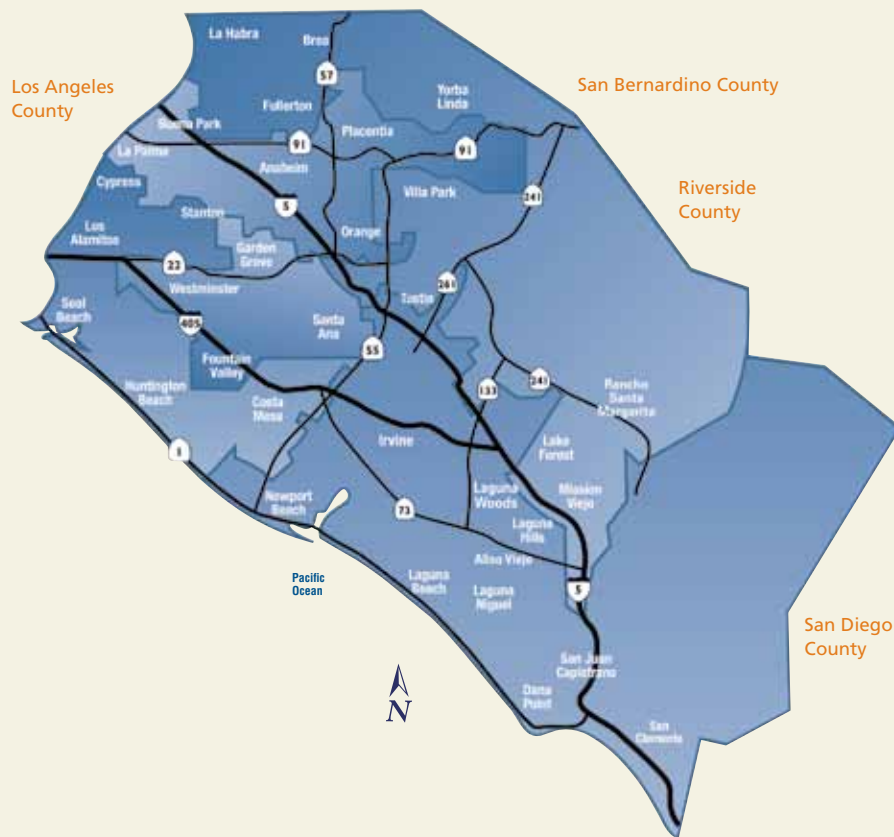 La Habra
Brea
57
Los Angeles
County
San Bernardino County
Yorba
Linda
Fullerton
Buena Park
Placentia
91
91
La Palma
Anaheim
Cypress
Villa Park
241
Riverside
County
5
Stanton
Los
Alamitos
Orange
Garden
Grove
22
Westminster
261
Tustin
Seal
Beach
405
Santa
Ana
55
Fountain
Valley
Huntington
Beach
133
241
Rancho
Santa
Margarita
Costa
Mesa
Irvine
1
Lake
Forest
Newport
Beach
Laguna
Woods
Mission
Viejo
73
Laguna
Hills
Aliso Viejo
Pacific
Ocean
Laguna
Beach
Laguna
Niguel
5
San Diego
County
San Juan
Capistrano
N
Dana
Point
San
Clemente